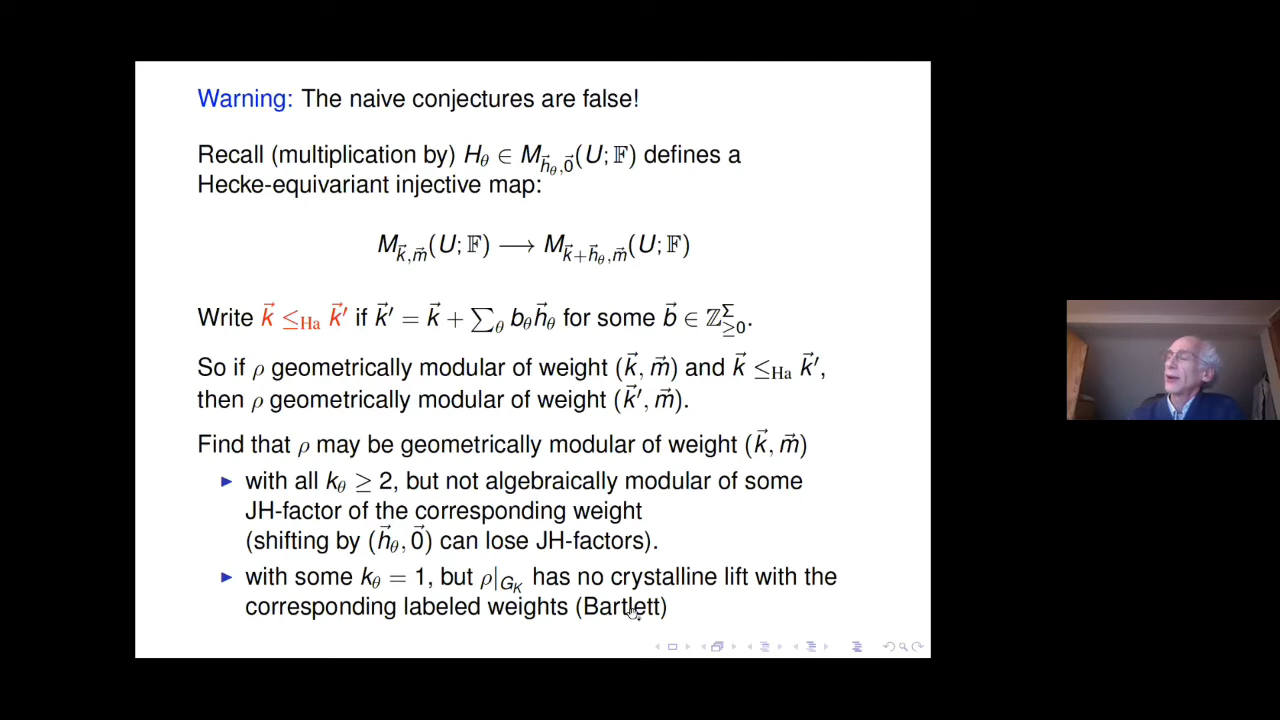 Warning: The naive conjectures are false!
Recall (multiplication by) H_θ ∈ M_{\vec{h}_θ,\vec{0}}(U; 𝔽) defines a
Hecke-equivariant injective map:
M_{\vec{k},\vec{m}}(U; 𝔽) ⟶ M_{\vec{k}+\vec{h}_θ,\vec{m}}(U; 𝔽)
Write \vec{k} ≤_{Ha} \vec{k}′ if \vec{k}′ = \vec{k} + ∑_θ b_θ\vec{h}_θ for some \vec{b} ∈ ℤ^Σ_{≥0}.
So if ρ geometrically modular of weight (\vec{k}, \vec{m}) and \vec{k} ≤_{Ha} \vec{k}′,
then ρ geometrically modular of weight (\vec{k}′, \vec{m}).
Find that ρ may be geometrically modular of weight (\vec{k}, \vec{m})
▶ with all k_θ ≥ 2, but not algebraically modular of some
JH-factor of the corresponding weight
(shifting by (\vec{h}_θ, \vec{0}) can lose JH-factors).
▶ with some k_θ = 1, but ρ|_{G_K} has no crystalline lift with the
corresponding labeled weights (Bartlett)